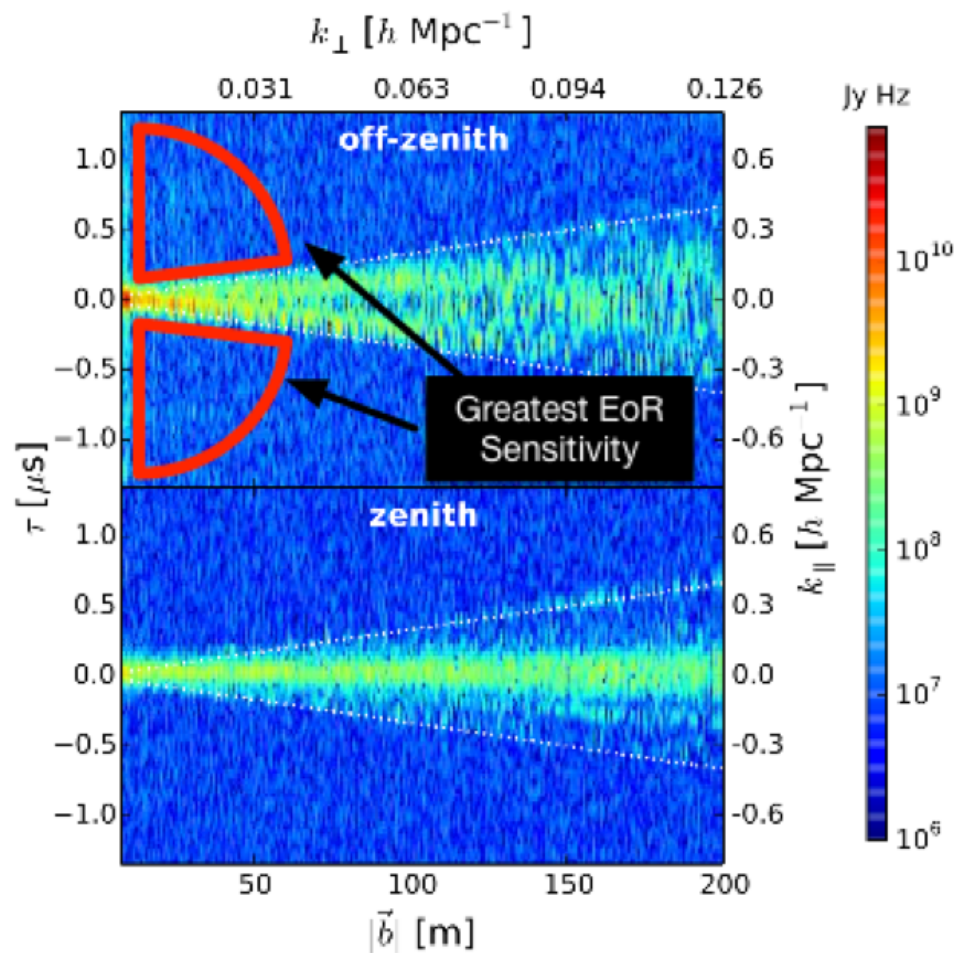 k⊥ [h Mpc⁻¹]
0.031 0.063 0.094 0.126
Jy Hz
off-zenith
1.0
0.5
0.0
−0.5
−1.0
0.6
0.3
0.0
-0.3
-0.6
Greatest EoR
Sensitivity
zenith
1.0
0.5
0.0
−0.5
−1.0
0.6
0.3
0.0
-0.3
-0.6
τ [μs]
k∥ [h Mpc⁻¹]
10¹⁰
10⁹
10⁸
10⁷
10⁶
50 100 150 200
|b⃗| [m]